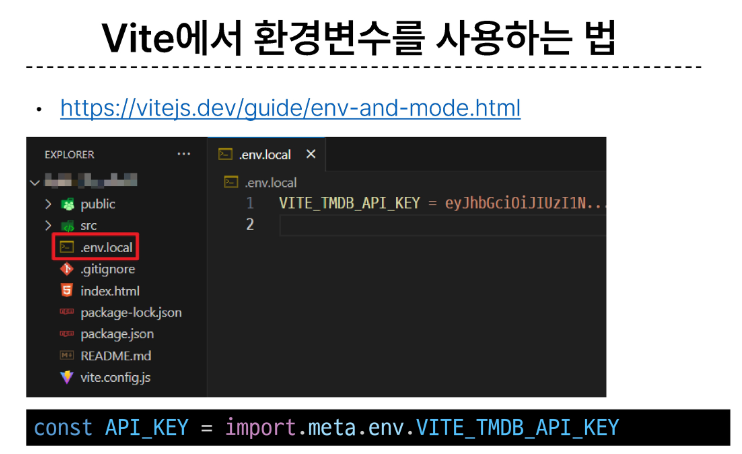 Vite에서 환경변수를 사용하는 법
• https://vitejs.dev/guide/env-and-mode.html
EXPLORER ...
.env.local ×
.env.local
public
src
.env.local
.gitignore
index.html
package-lock.json
package.json
README.md
vite.config.js
1 VITE_TMDB_API_KEY = eyJhbGciOiJIUzI1N...
2
const API_KEY = import.meta.env.VITE_TMDB_API_KEY